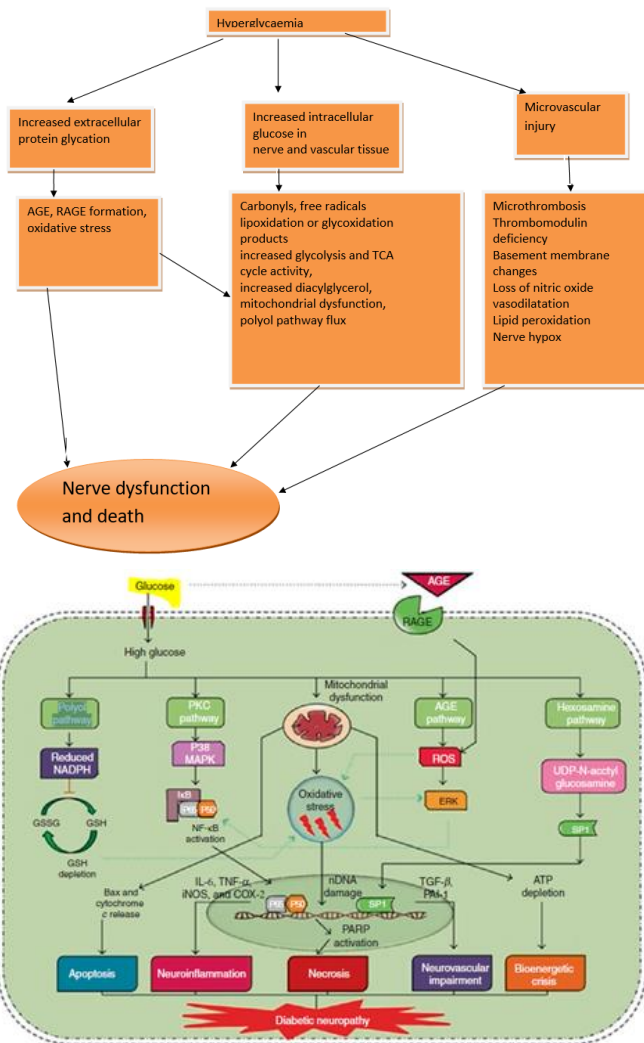 Hyperglycaemia
Increased extracellular
protein glycation
Increased intracellular
glucose in
nerve and vascular tissue
Microvascular
injury
AGE, RAGE formation,
oxidative stress
Carbonyls, free radicals
lipoxidation or glycoxidation
products
increased glycolysis and TCA
cycle activity,
increased diacylglycerol,
mitochondrial dysfunction,
polyol pathway flux
Microthrombosis
Thrombomodulin
deficiency
Basement membrane
changes
Loss of nitric oxide
vasodilatation
Lipid peroxidation
Nerve hypox
Nerve dysfunction
and death
Glucose
AGE
RAGE
High glucose
Mitochondrial
dysfunction
Polyol
pathway
PKC
pathway
AGE
pathway
Hexosamine
pathway
Reduced
NADPH
P38
MAPK
ROS
UDP-N-acctyl
glucosamine
IκB
P65
P50
NF-κB
activation
Oxidative
stress
ERK
SP1
GSSG
GSH
GSH
depletion
Bax and
cytochrome
c release
IL-6, TNF-α,
iNOS, and COX-2
nDNA
damage
TGF-β,
PAI-1
ATP
depletion
P65
P50
SP1
PARP
activation
Apoptosis
Neuroinflammation
Necrosis
Neurovascular
impairment
Bioenergetic
crisis
Diabetic neuropathy